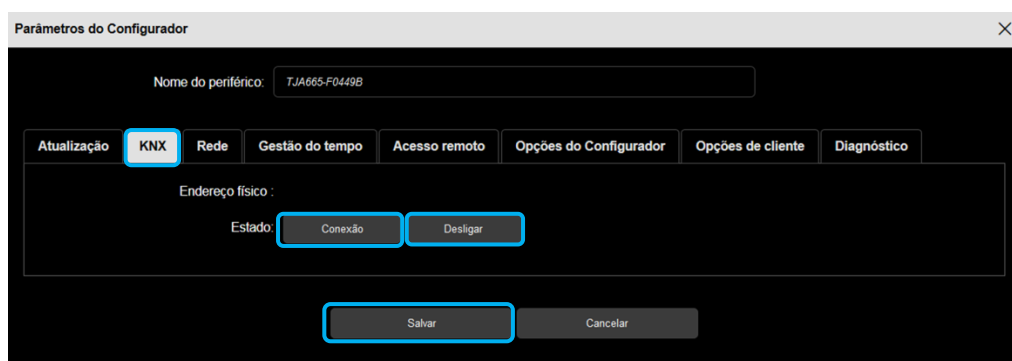 Parâmetros do Configurador
Nome do periférico: TJA665-F0449B
Atualização KNX Rede Gestão do tempo Acesso remoto Opções do Configurador Opções de cliente Diagnóstico
Endereço físico :
Estado: Conexão Desligar
Salvar Cancelar